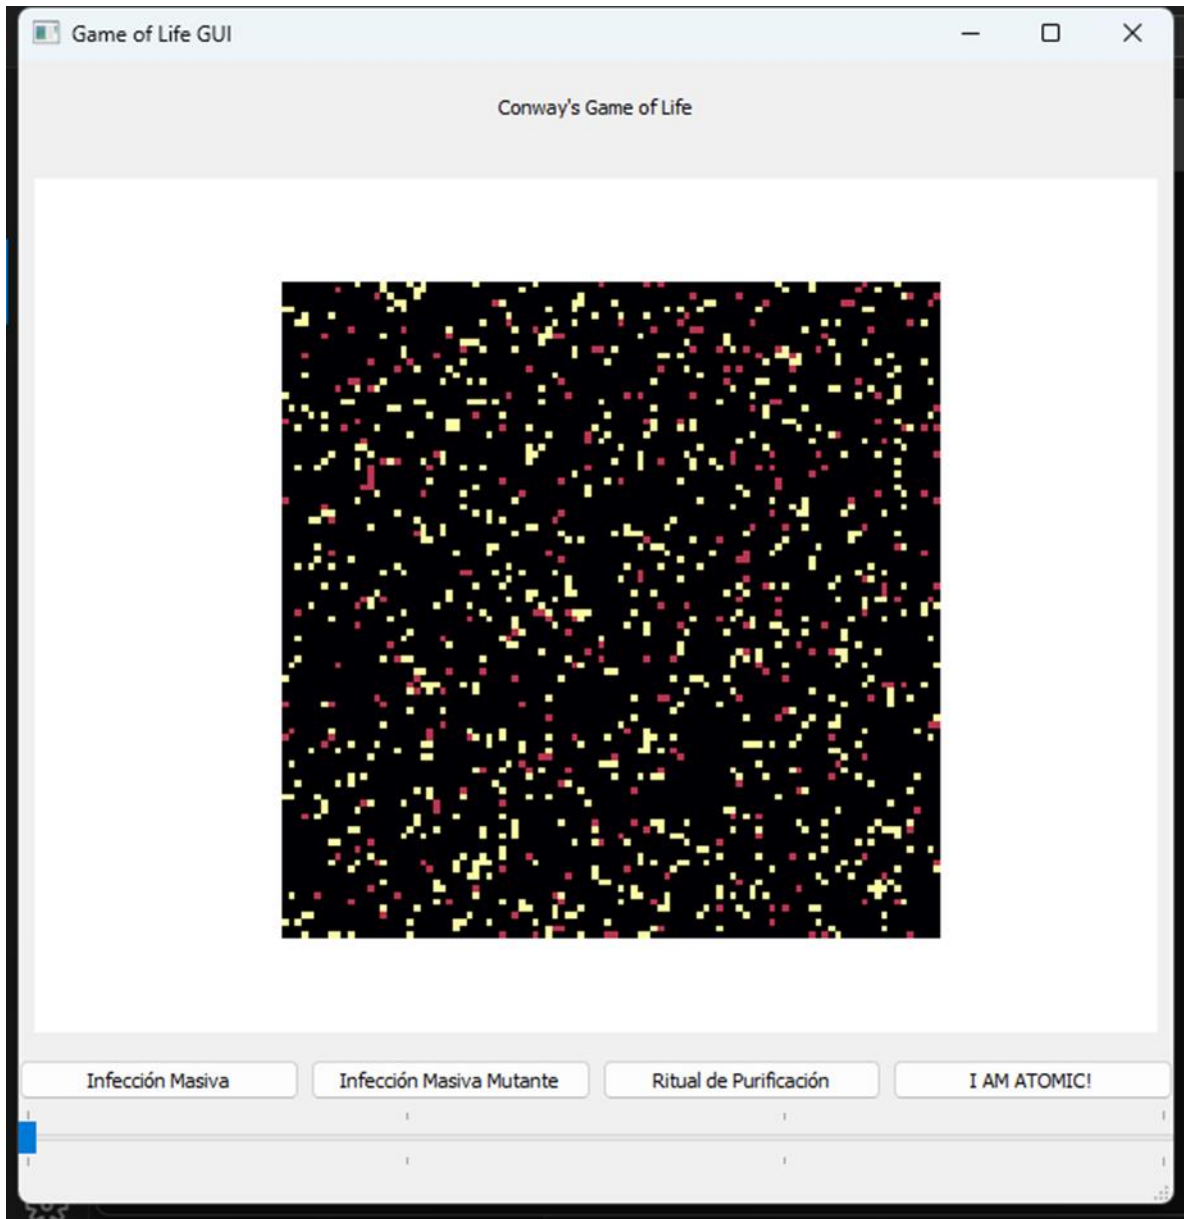 Game of Life GUI
Conway's Game of Life
Infección Masiva
Infección Masiva Mutante
Ritual de Purificación
I AM ATOMIC!